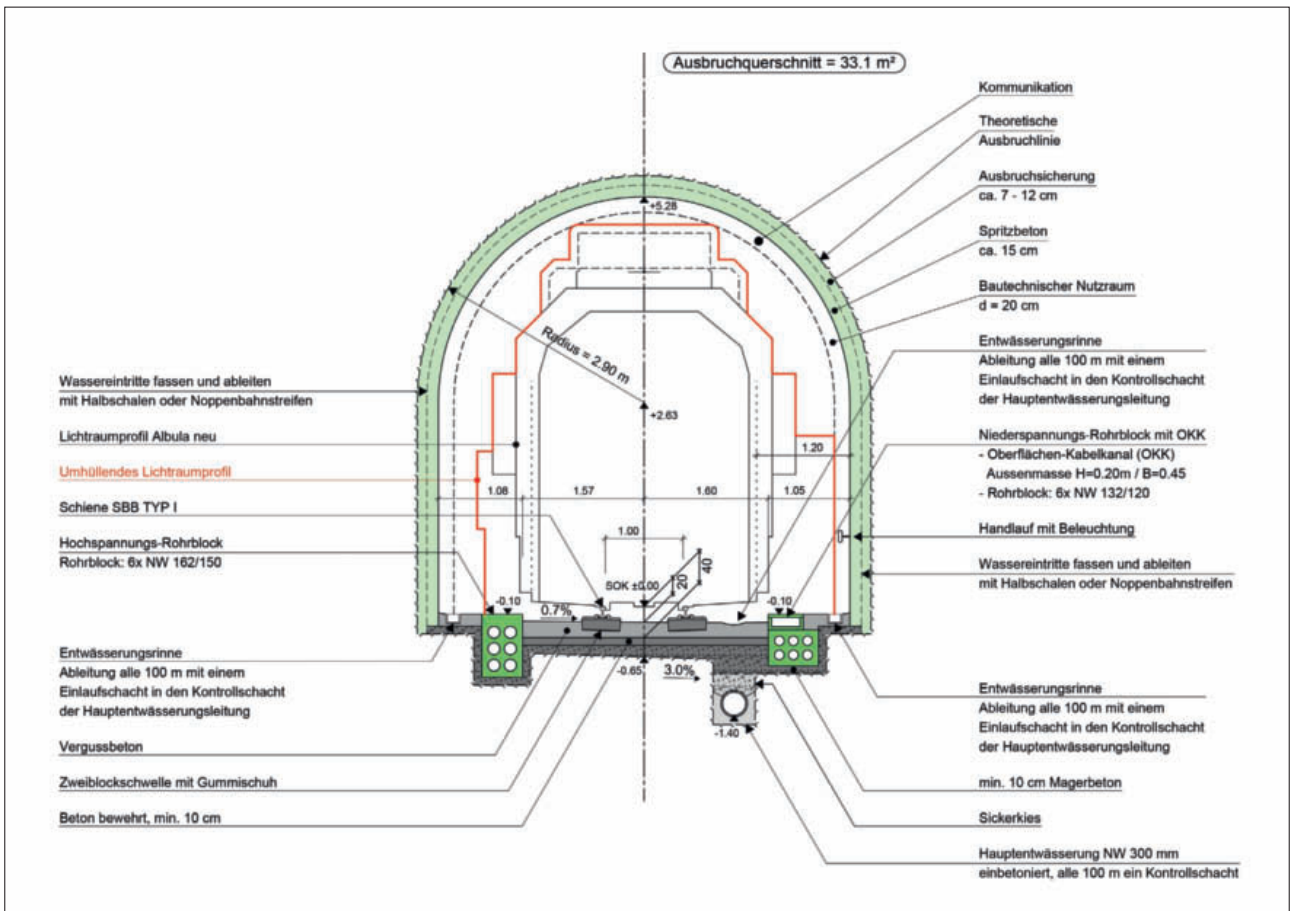 Ausbruchquerschnitt = 33.1 m²
Kommunikation
Theoretische
Ausbruchlinie
Ausbruchsicherung
ca. 7 - 12 cm
Spritzbeton
ca. 15 cm
Bautechnischer Nutzraum
d = 20 cm
Entwässerungsrinne
Ableitung alle 100 m mit einem
Einlaufschacht in den Kontrollschacht
der Hauptentwässerungsleitung
Niederspannungs-Rohrblock mit OKK
- Oberflächen-Kabelkanal (OKK)
Aussenmasse H=0.20m / B=0.45
- Rohrblock: 6x NW 132/120
Handlauf mit Beleuchtung
Wassereintritte fassen und ableiten
mit Halbschalen oder Noppenbahnstreifen
Entwässerungsrinne
Ableitung alle 100 m mit einem
Einlaufschacht in den Kontrollschacht
der Hauptentwässerungsleitung
min. 10 cm Magerbeton
Sickerkies
Hauptentwässerung NW 300 mm
einbetoniert, alle 100 m ein Kontrollschacht
Wassereintritte fassen und ableiten
mit Halbschalen oder Noppenbahnstreifen
Lichtraumprofil Albula neu
Umhüllendes Lichtraumprofil
Schiene SBB TYP I
Hochspannungs-Rohrblock
Rohrblock: 6x NW 162/150
Entwässerungsrinne
Ableitung alle 100 m mit einem
Einlaufschacht in den Kontrollschacht
der Hauptentwässerungsleitung
Vergussbeton
Zweiblockschwelle mit Gummischuh
Beton bewehrt, min. 10 cm
+5.28
Radius = 2.90 m
+2.63
1.20
1.08
1.57
1.60
1.05
1.00
40
20
SOK ±0.00
-0.10
-0.10
0.7%
-0.65
3.0%
-1.40